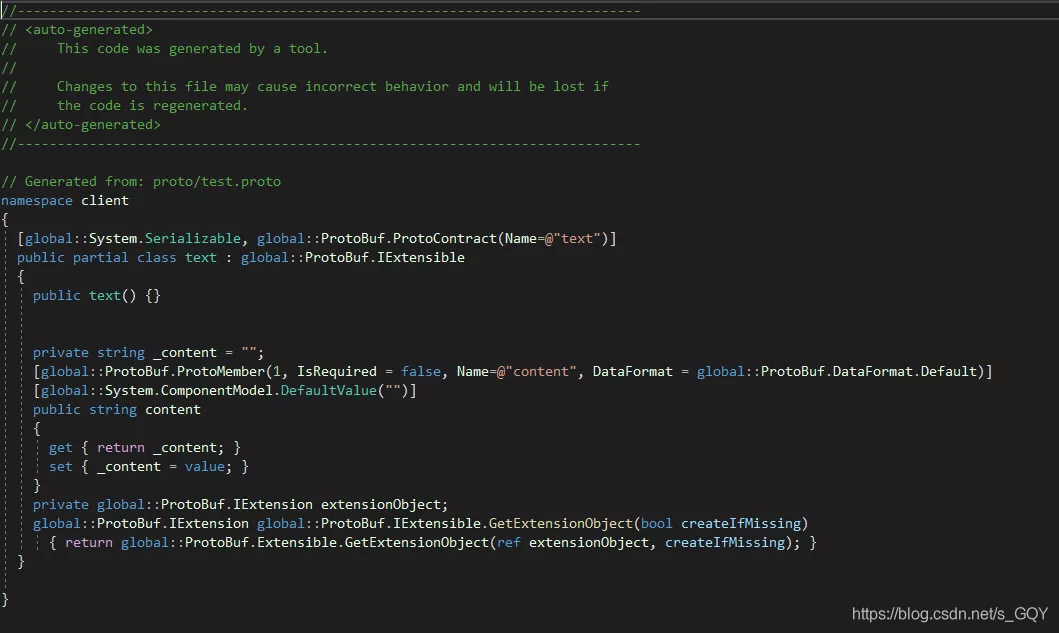 //------------------------------------------------------------------------------
// <auto-generated>
//     This code was generated by a tool.
//
//     Changes to this file may cause incorrect behavior and will be lost if
//     the code is regenerated.
// </auto-generated>
//------------------------------------------------------------------------------
// Generated from: proto/test.proto
namespace client
{
  [global::System.Serializable, global::ProtoBuf.ProtoContract(Name=@"text")]
  public partial class text : global::ProtoBuf.IExtensible
  {
    public text() {}
    private string _content = "";
    [global::ProtoBuf.ProtoMember(1, IsRequired = false, Name=@"content", DataFormat = global::ProtoBuf.DataFormat.Default)]
    [global::System.ComponentModel.DefaultValue("")]
    public string content
    {
      get { return _content; }
      set { _content = value; }
    }
    private global::ProtoBuf.IExtension extensionObject;
    global::ProtoBuf.IExtension global::ProtoBuf.IExtensible.GetExtensionObject(bool createIfMissing)
      { return global::ProtoBuf.Extensible.GetExtensionObject(ref extensionObject, createIfMissing); }
  }
}
https://blog.csdn.net/s_GQY